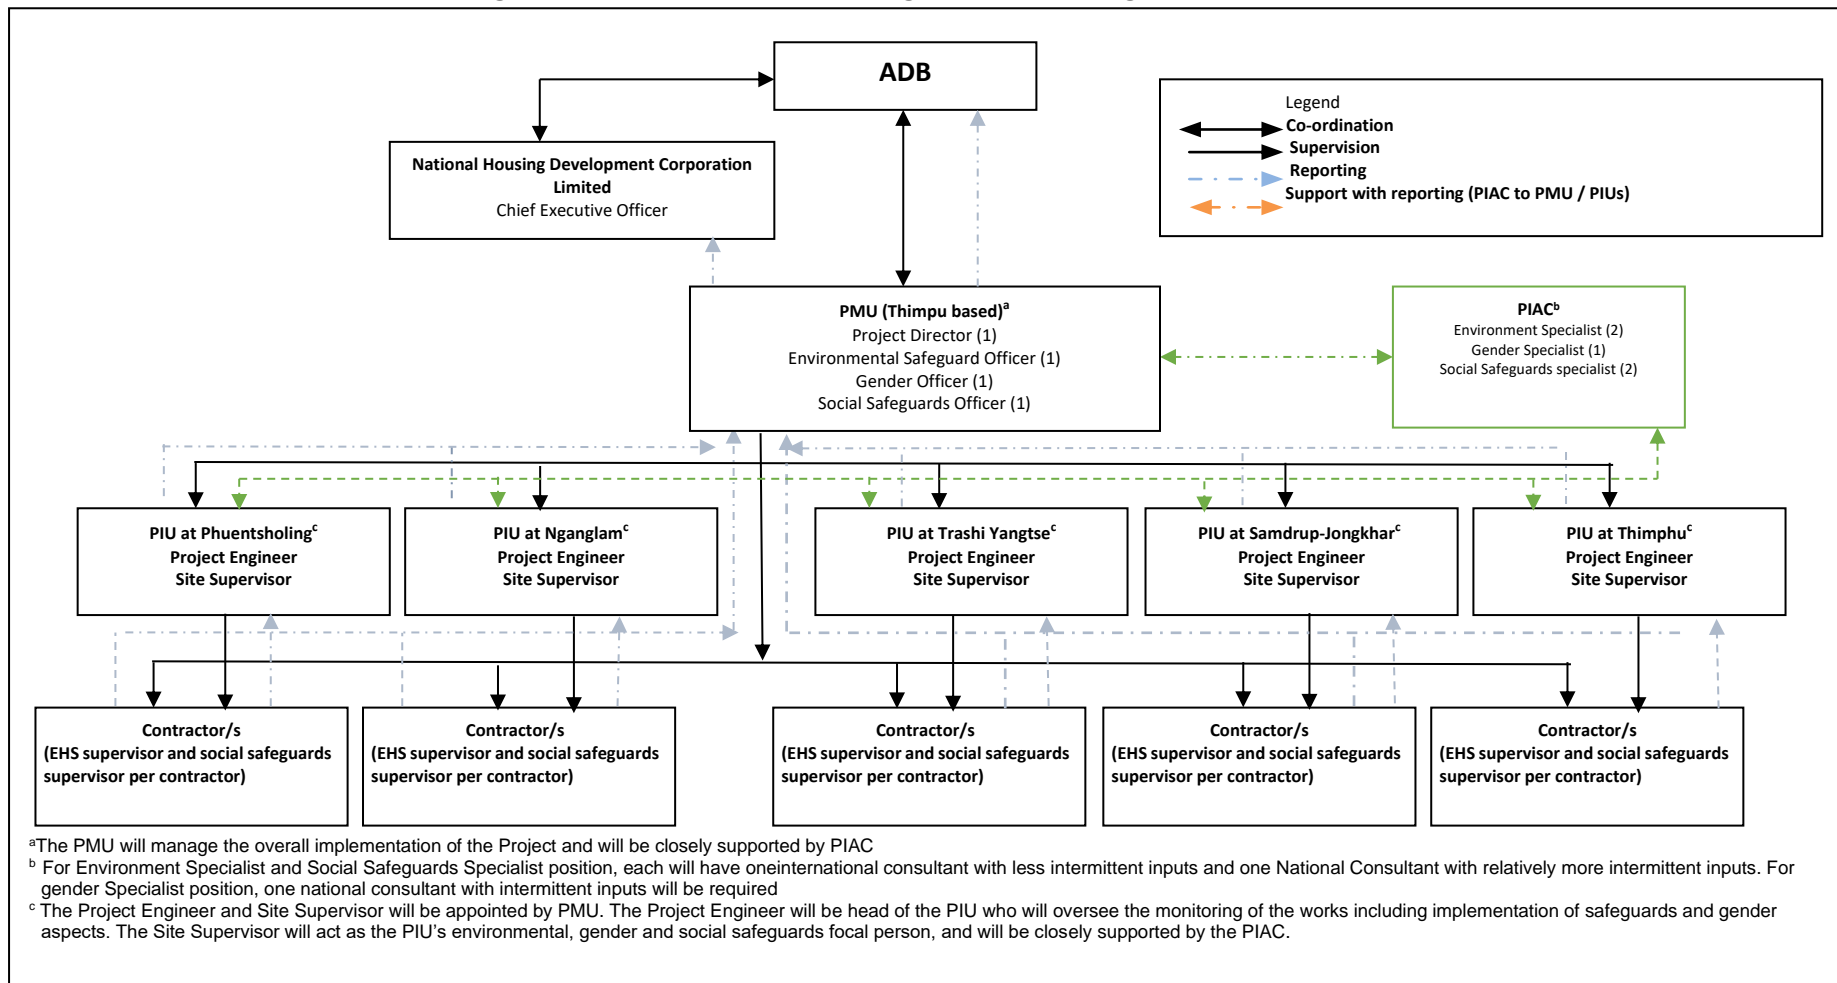 ADB
Legend
Co-ordination
Supervision
Reporting
Support with reporting (PIAC to PMU / PIUs)
National Housing Development Corporation
Limited
Chief Executive Officer
PMU (Thimpu based)a
Project Director (1)
Environmental Safeguard Officer (1)
Gender Officer (1)
Social Safeguards Officer (1)
PIACb
Environment Specialist (2)
Gender Specialist (1)
Social Safeguards specialist (2)
PIU at Phuentsholingc
Project Engineer
Site Supervisor
PIU at Nganglamc
Project Engineer
Site Supervisor
PIU at Trashi Yangtsec
Project Engineer
Site Supervisor
PIU at Samdrup-Jongkharc
Project Engineer
Site Supervisor
PIU at Thimphuc
Project Engineer
Site Supervisor
Contractor/s
(EHS supervisor and social safeguards
supervisor per contractor)
Contractor/s
(EHS supervisor and social safeguards
supervisor per contractor)
Contractor/s
(EHS supervisor and social safeguards
supervisor per contractor)
Contractor/s
(EHS supervisor and social safeguards
supervisor per contractor)
Contractor/s
(EHS supervisor and social safeguards
supervisor per contractor)
aThe PMU will manage the overall implementation of the Project and will be closely supported by PIAC
b For Environment Specialist and Social Safeguards Specialist position, each will have oneinternational consultant with less intermittent inputs and one National Consultant with relatively more intermittent inputs. For
gender Specialist position, one national consultant with intermittent inputs will be required
c The Project Engineer and Site Supervisor will be appointed by PMU. The Project Engineer will be head of the PIU who will oversee the monitoring of the works including implementation of safeguards and gender
aspects. The Site Supervisor will act as the PIU's environmental, gender and social safeguards focal person, and will be closely supported by the PIAC.